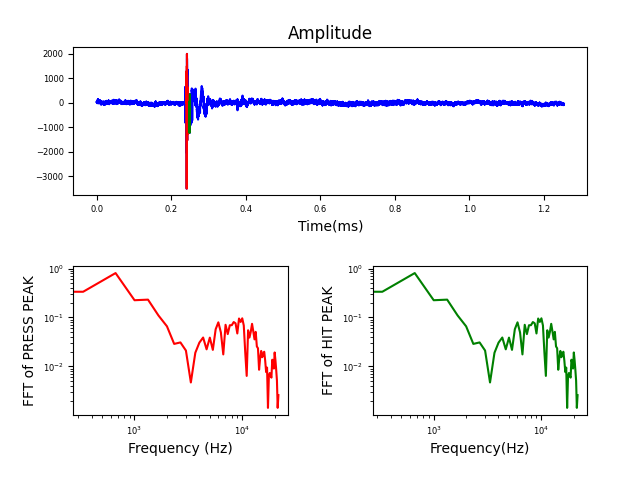 Amplitude
2000
1000
0
−1000
−2000
−3000
0.0 0.2 0.4 0.6 0.8 1.0 1.2
Time(ms)
FFT of PRESS PEAK
10⁰
10⁻¹
10⁻²
10³ 10⁴
Frequency (Hz)
FFT of HIT PEAK
10⁰
10⁻¹
10⁻²
10³ 10⁴
Frequency(Hz)